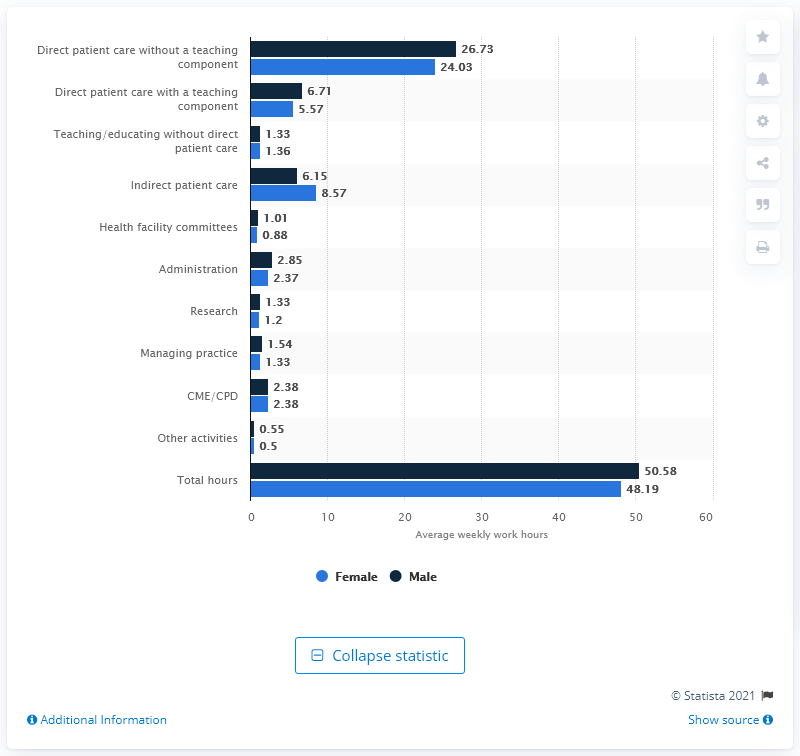 Direct patient care without a teaching
component
26.73
24.03
Direct patient care with a teaching
component
6.71
5.57
Teaching/educating without direct
patient care
1.33
1.36
Indirect patient care
6.15
8.57
Health facility committees
1.01
0.88
Administration
2.85
2.37
Research
1.33
1.2
Managing practice
1.54
1.33
CME/CPD
2.38
2.38
Other activities
0.55
0.5
Total hours
50.58
48.19
0 10 20 30 40 50 60
Average weekly work hours
Female Male
Collapse statistic
© Statista 2021
Additional Information
Show source